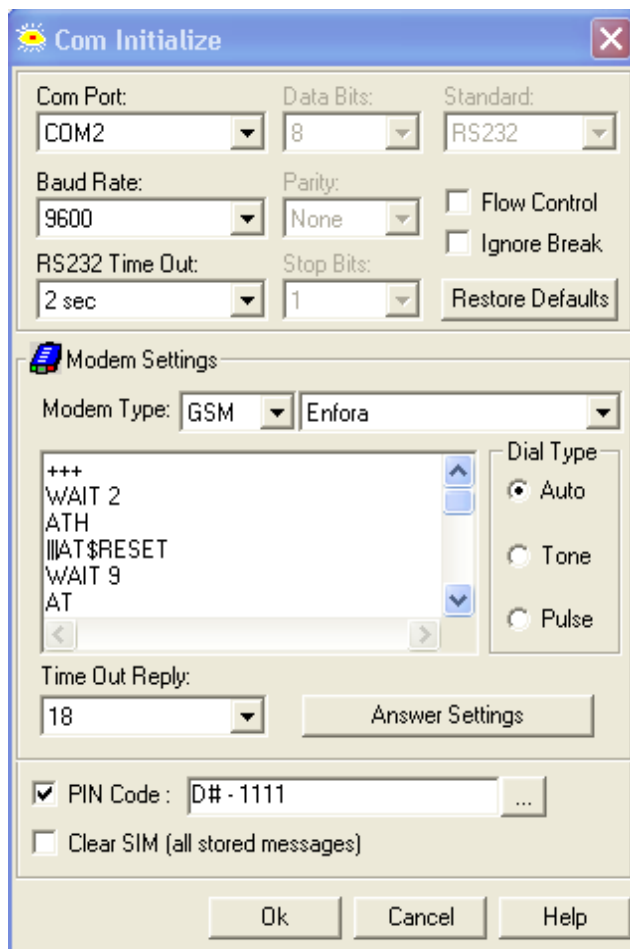 Com Initialize
Com Port: Data Bits: Standard:
COM2 8 RS232
Baud Rate: Parity:
9600 None Flow Control
Ignore Break
RS232 Time Out: Stop Bits:
2 sec 1 Restore Defaults
Modem Settings
Modem Type: GSM Enfora
+++
WAIT 2
ATH
|||AT$RESET
WAIT 9
AT
Dial Type
Auto
Tone
Pulse
Time Out Reply:
18 Answer Settings
PIN Code : D# - 1111 ...
Clear SIM (all stored messages)
Ok Cancel Help